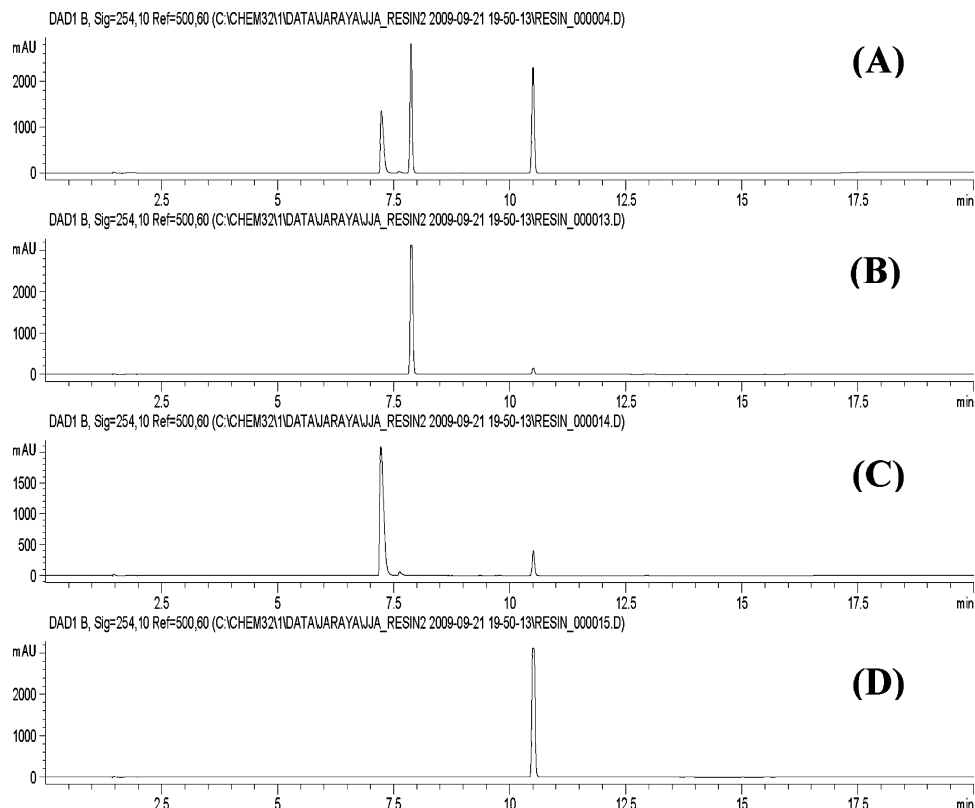 DAD1 B, Sig=254,10 Ref=500,60 (C:\CHEM32\1\DATA\JARAYA\JJA_RESIN2 2009-09-21 19-50-13\RESIN_000004.D)
mAU
(A)
2000
1000
0
2.5 5 7.5 10 12.5 15 17.5 min
DAD1 B, Sig=254,10 Ref=500,60 (C:\CHEM32\1\DATA\JARAYA\JJA_RESIN2 2009-09-21 19-50-13\RESIN_000013.D)
mAU
(B)
2000
1000
0
2.5 5 7.5 10 12.5 15 17.5 min
DAD1 B, Sig=254,10 Ref=500,60 (C:\CHEM32\1\DATA\JARAYA\JJA_RESIN2 2009-09-21 19-50-13\RESIN_000014.D)
mAU
(C)
1500
1000
500
0
2.5 5 7.5 10 12.5 15 17.5 min
DAD1 B, Sig=254,10 Ref=500,60 (C:\CHEM32\1\DATA\JARAYA\JJA_RESIN2 2009-09-21 19-50-13\RESIN_000015.D)
mAU
(D)
2000
1000
0
2.5 5 7.5 10 12.5 15 17.5 min